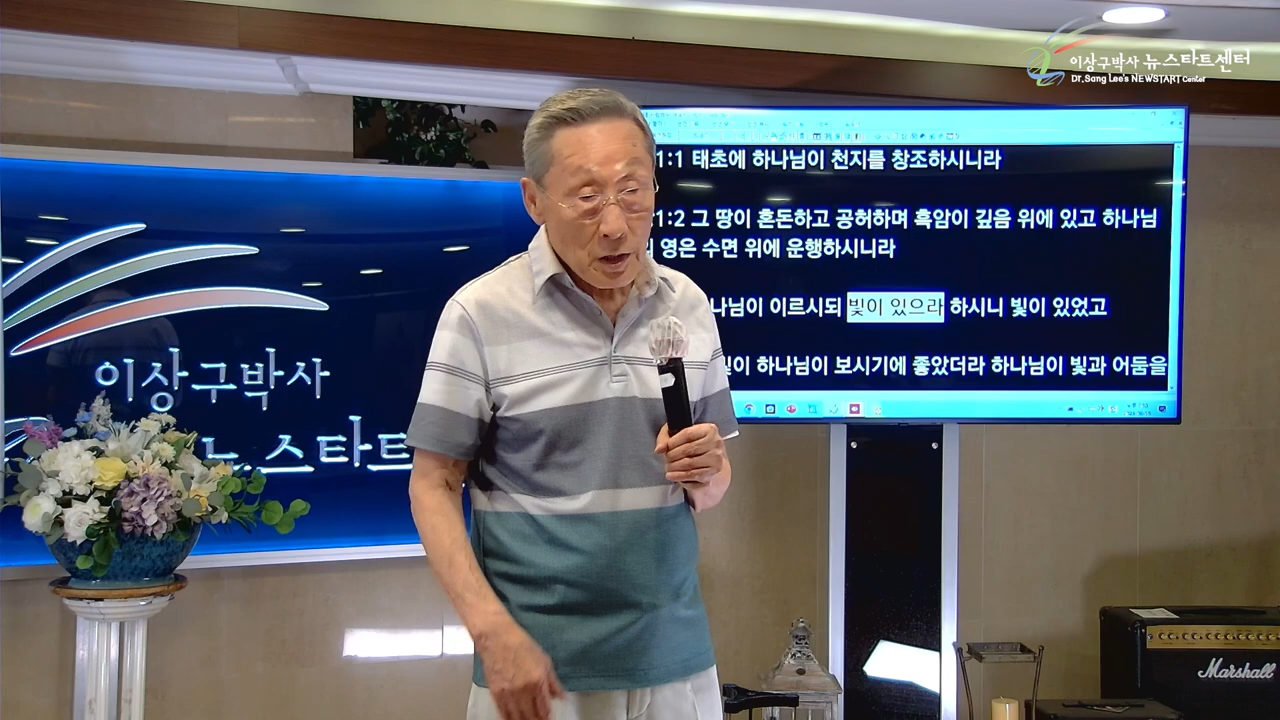 이상구박사 뉴스타트센터
Dr.Sang Lee's NEWSTART Center
1:1 태초에 하나님이 천지를 창조하시니라
1:2 그 땅이 혼돈하고 공허하며 흑암이 깊음 위에 있고 하나님
영은 수면 위에 운행하시니라
나님이 이르시되 빛이 있으라 하시니 빛이 있었고
빛이 하나님이 보시기에 좋았더라 하나님이 빛과 어둠을
이상구박사
뉴스타트
Marshall